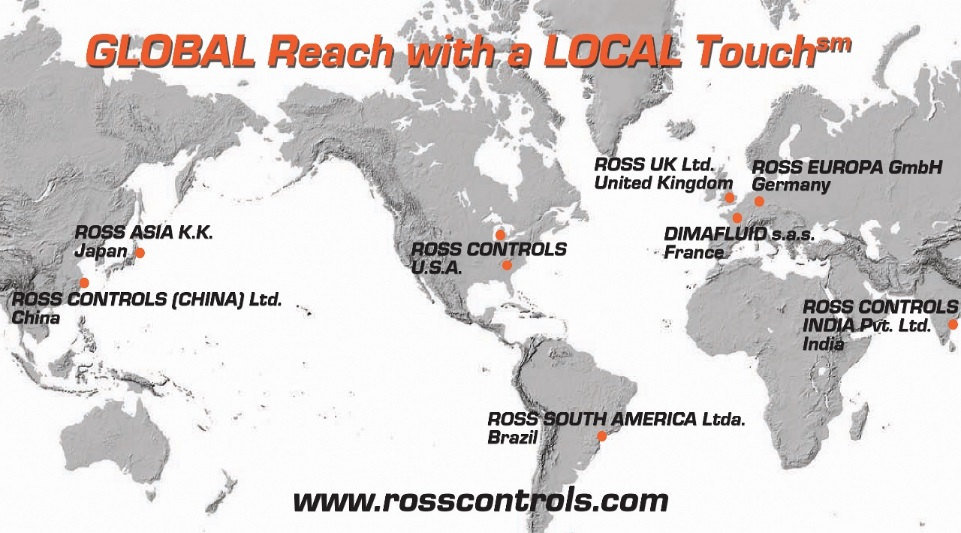 GLOBAL Reach with a LOCAL Touchsm
ROSS UK Ltd.
United Kingdom
ROSS EUROPA GmbH
Germany
ROSS ASIA K.K.
Japan
ROSS CONTROLS
U.S.A.
DIMAFLUID s.a.s.
France
ROSS CONTROLS (CHINA) Ltd.
China
ROSS CONTROLS
INDIA Pvt. Ltd.
India
ROSS SOUTH AMERICA Ltda.
Brazil
www.rosscontrols.com